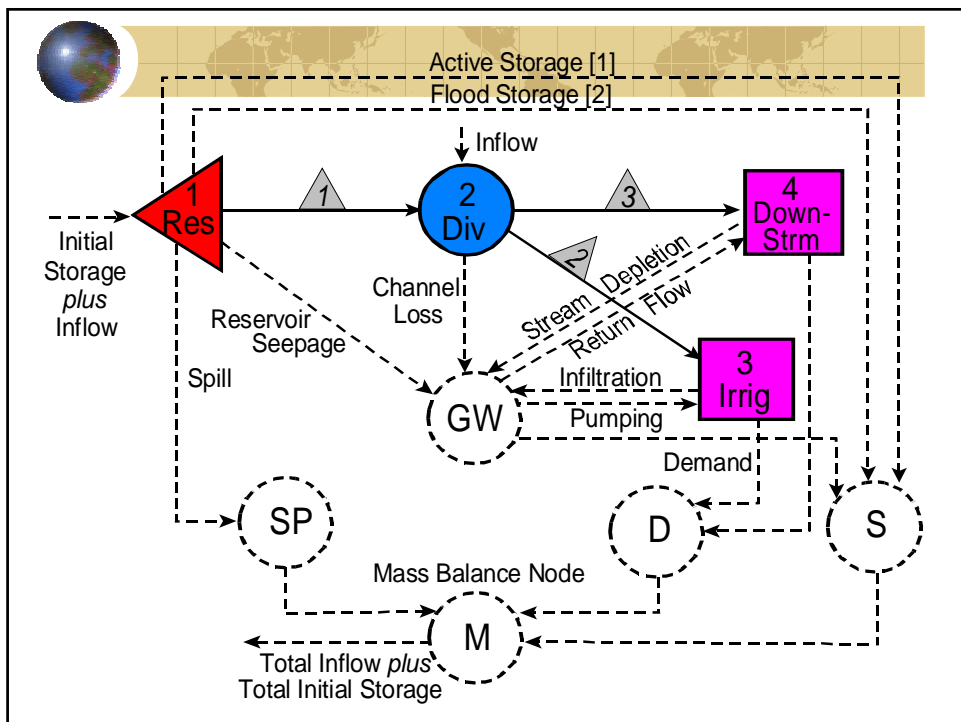 Active Storage [1]
Flood Storage [2]
Inflow
1
Res
1
2
Div
3
4
Down-
Strm
2
Initial
Storage
plus
Inflow
Channel
Loss
Stream Depletion
Return Flow
Reservoir
Seepage
Spill
3
Irrig
Infiltration
GW
Pumping
Demand
SP
D
S
Mass Balance Node
M
Total Inflow plus
Total Initial Storage